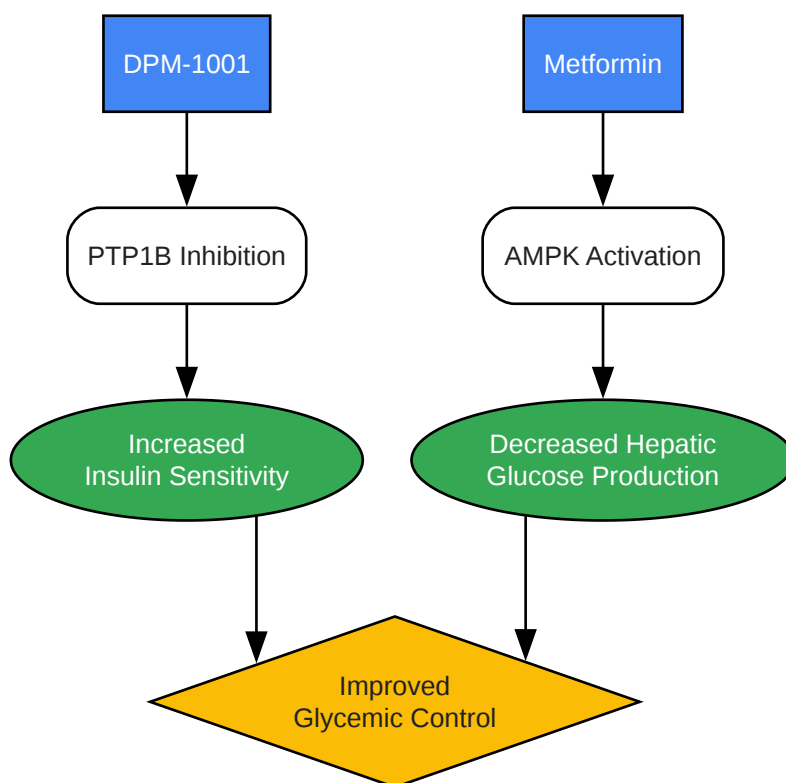 DPM-1001
Metformin
PTP1B Inhibition
AMPK Activation
Increased
Insulin Sensitivity
Decreased Hepatic
Glucose Production
Improved
Glycemic Control